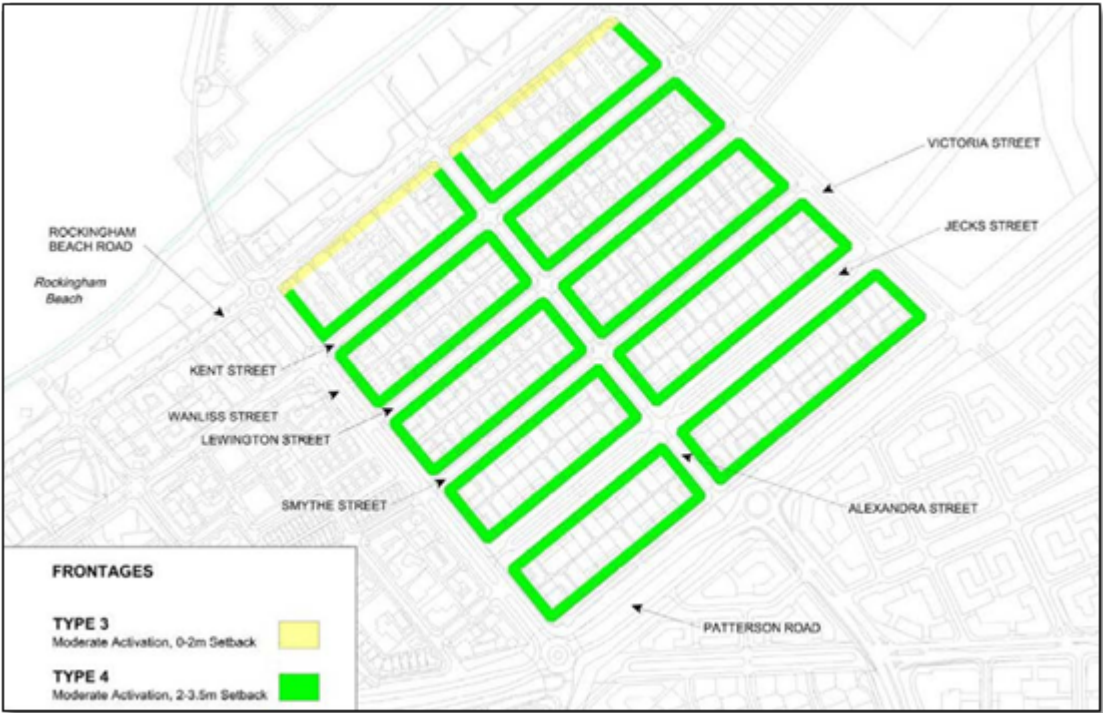 VICTORIA STREET
JECKS STREET
ROCKINGHAM
BEACH ROAD
Rockingham
Beach
KENT STREET
WANLISS STREET
LEWINGTON STREET
SMYTHE STREET
ALEXANDRA STREET
PATTERSON ROAD
FRONTAGES
TYPE 3
Moderate Activation, 0-2m Setback
TYPE 4
Moderate Activation, 2-3.5m Setback